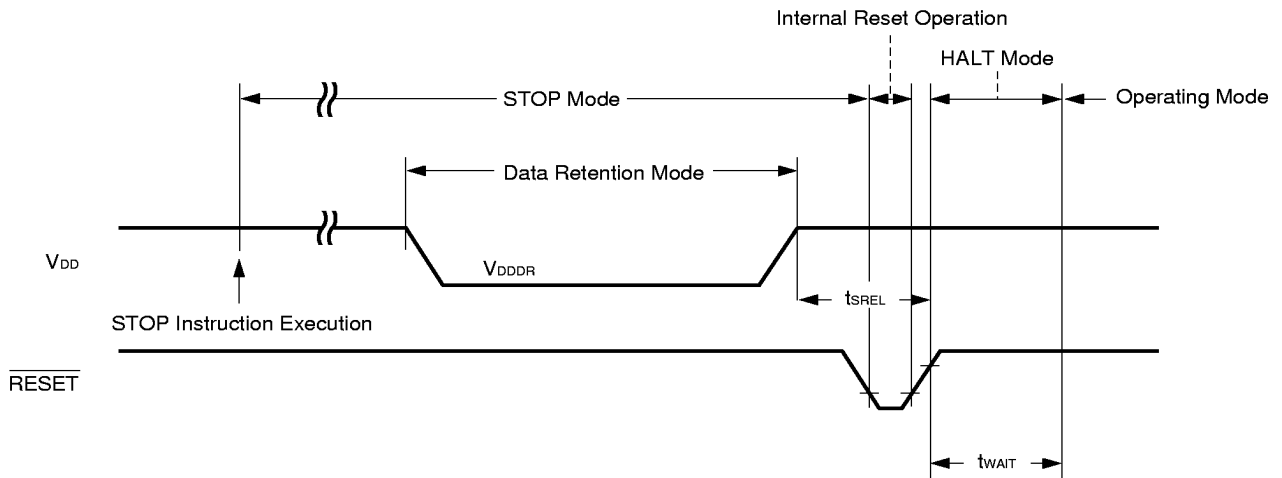 Internal Reset Operation
HALT Mode
STOP Mode
Operating Mode
Data Retention Mode
VDD
VDDDR
tSREL
STOP Instruction Execution
RESET
tWAIT